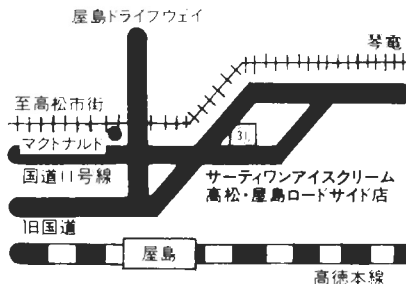 屋島ドライブウェイ
琴電
至高松市街
マクドナルド
31
国道11号線
サーティワンアイスクリーム
高松・屋島ロードサイド店
旧国道
屋島
高徳本線